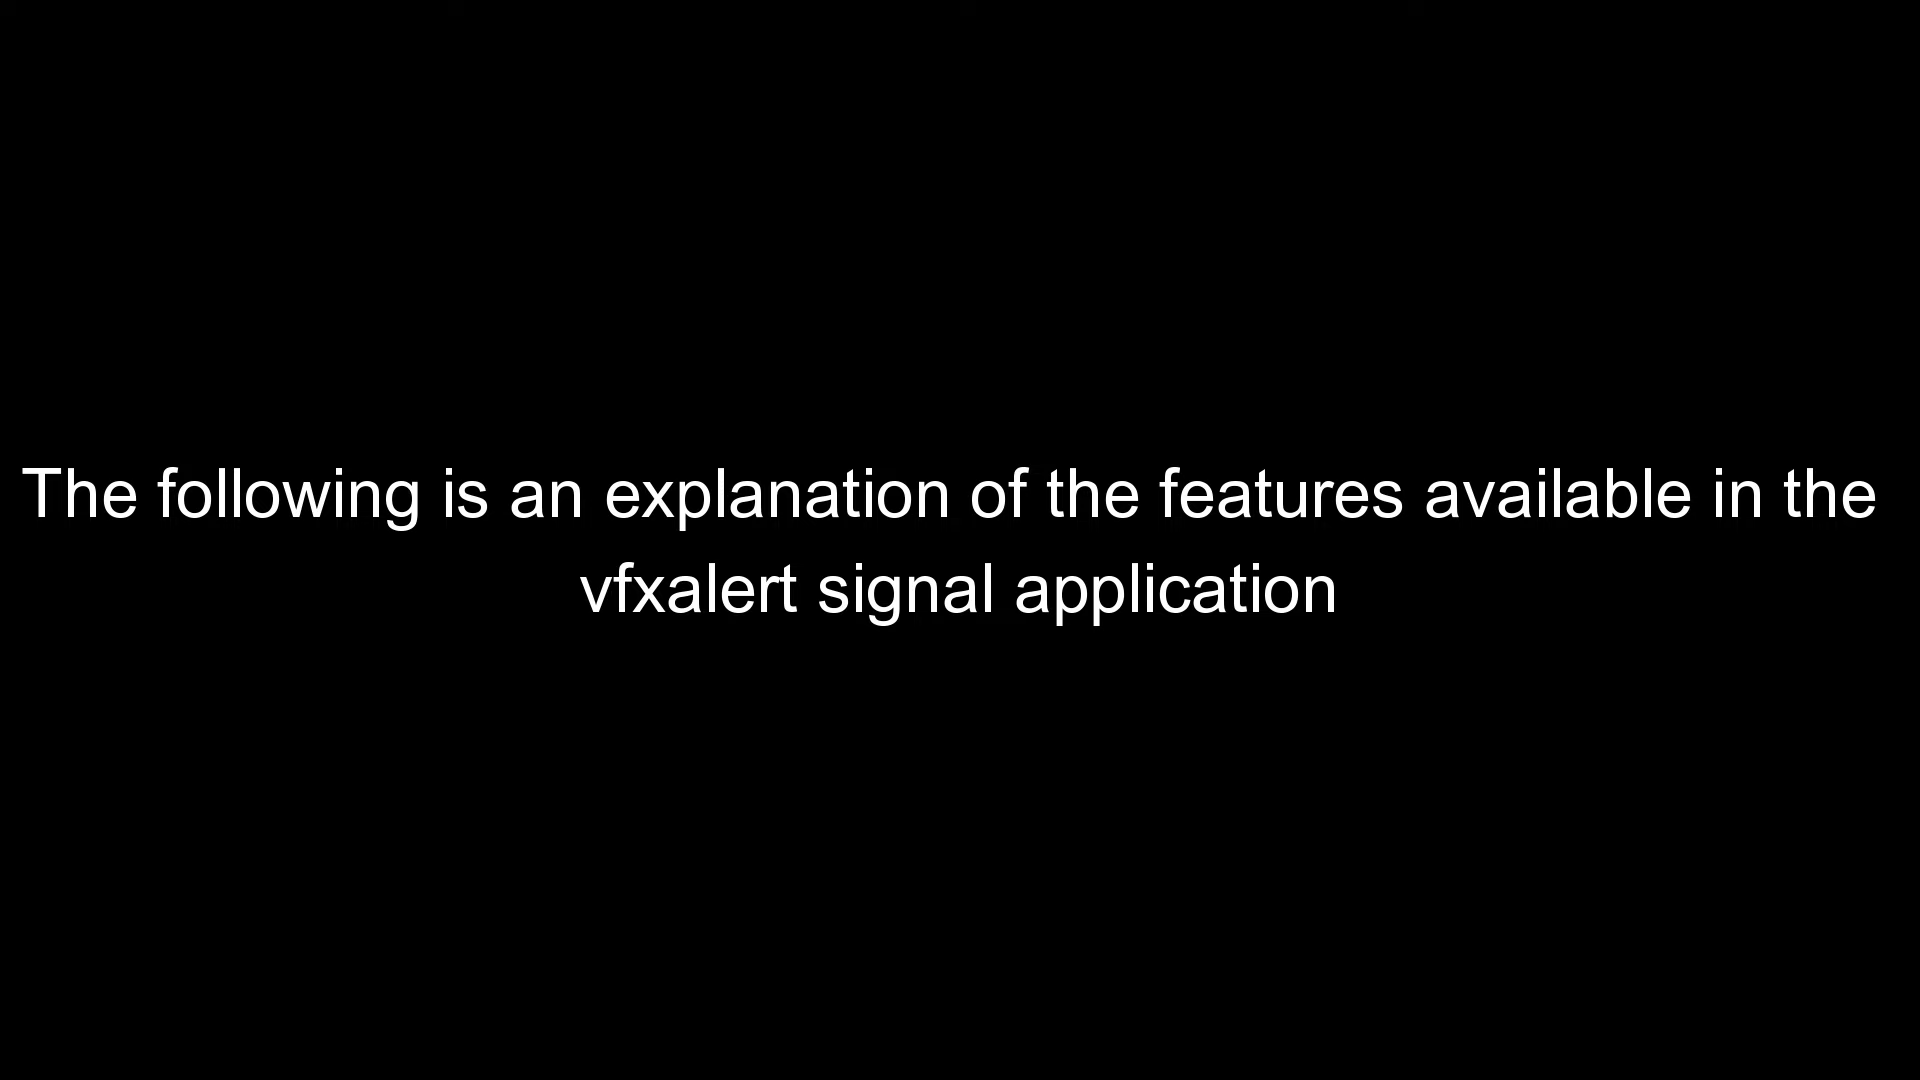 The following is an explanation of the features available in the
vfxalert signal application